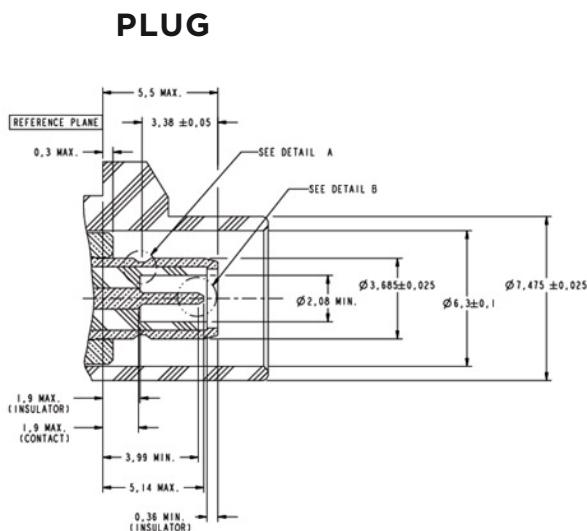 PLUG
5,5 MAX.
REFERENCE PLANE
3,38 ±0,05
0,3 MAX.
SEE DETAIL A
SEE DETAIL B
Ø3,685±0,025
Ø7,475 ±0,025
Ø2,08 MIN.
Ø6,3±0,1
1,9 MAX.
(INSULATOR)
1,9 MAX.
(CONTACT)
3,99 MIN.
5,14 MAX.
0,36 MIN.
(INSULATOR)